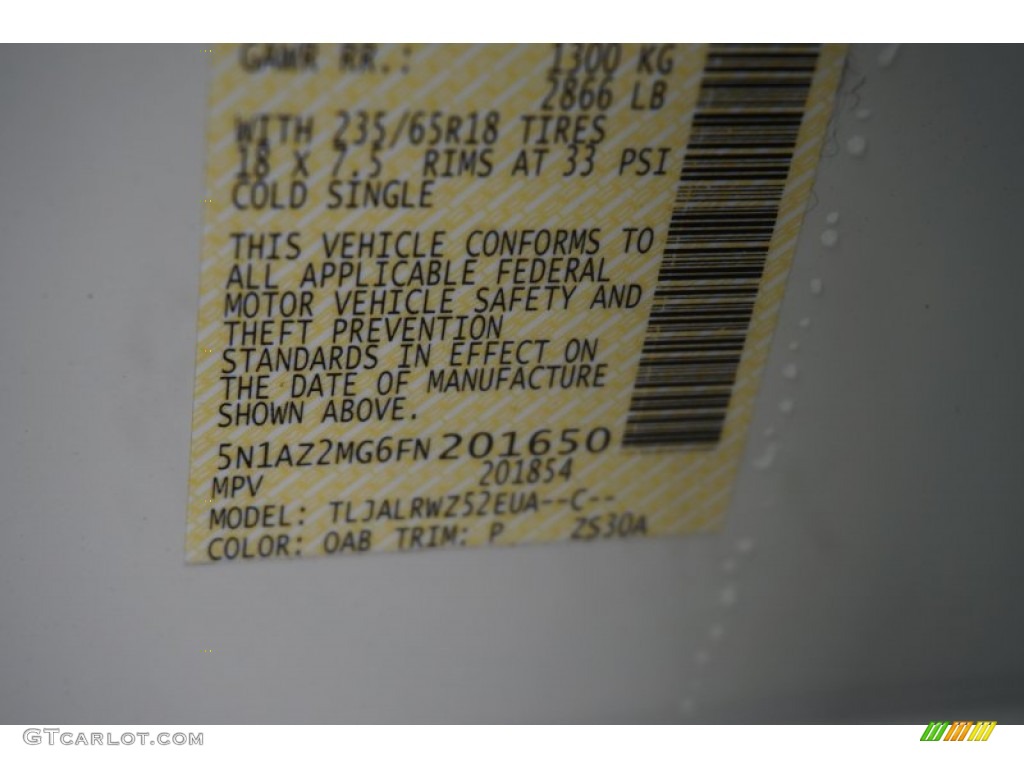 GAWR RR.: 1300 KG
2866 LB
WITH 235/65R18 TIRES
18 X 7.5 RIMS AT 33 PSI
COLD SINGLE
THIS VEHICLE CONFORMS TO
ALL APPLICABLE FEDERAL
MOTOR VEHICLE SAFETY AND
THEFT PREVENTION
STANDARDS IN EFFECT ON
THE DATE OF MANUFACTURE
SHOWN ABOVE.
5N1AZ2MG6FN201650
MPV 201854
MODEL: TLJALRWZ52EUA--C--
COLOR: QAB TRIM: P ZS30A
GTCARLOT.COM